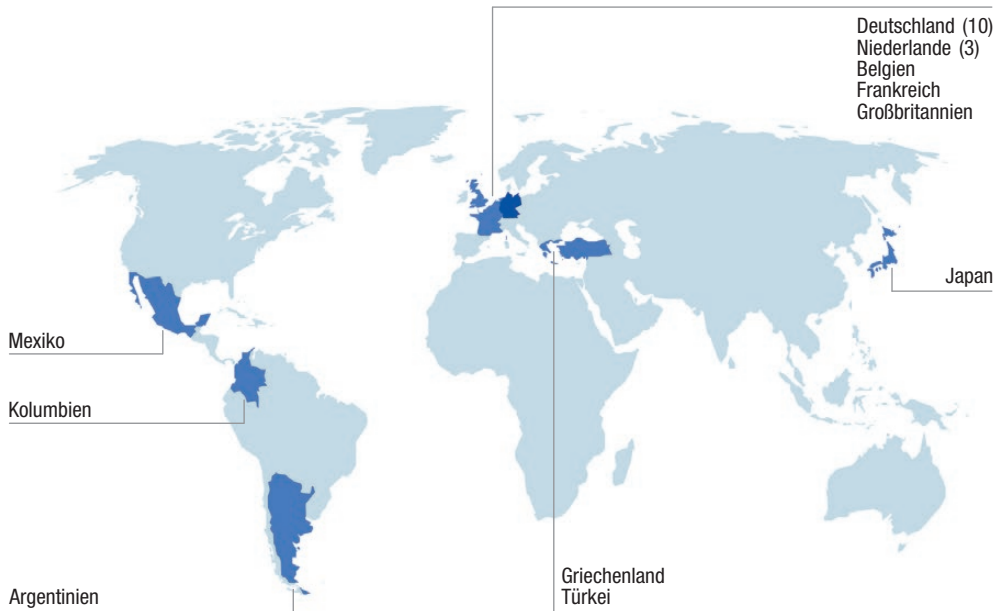 Deutschland (10)
Niederlande (3)
Belgien
Frankreich
Großbritannien
Japan
Mexiko
Kolumbien
Griechenland
Türkei
Argentinien